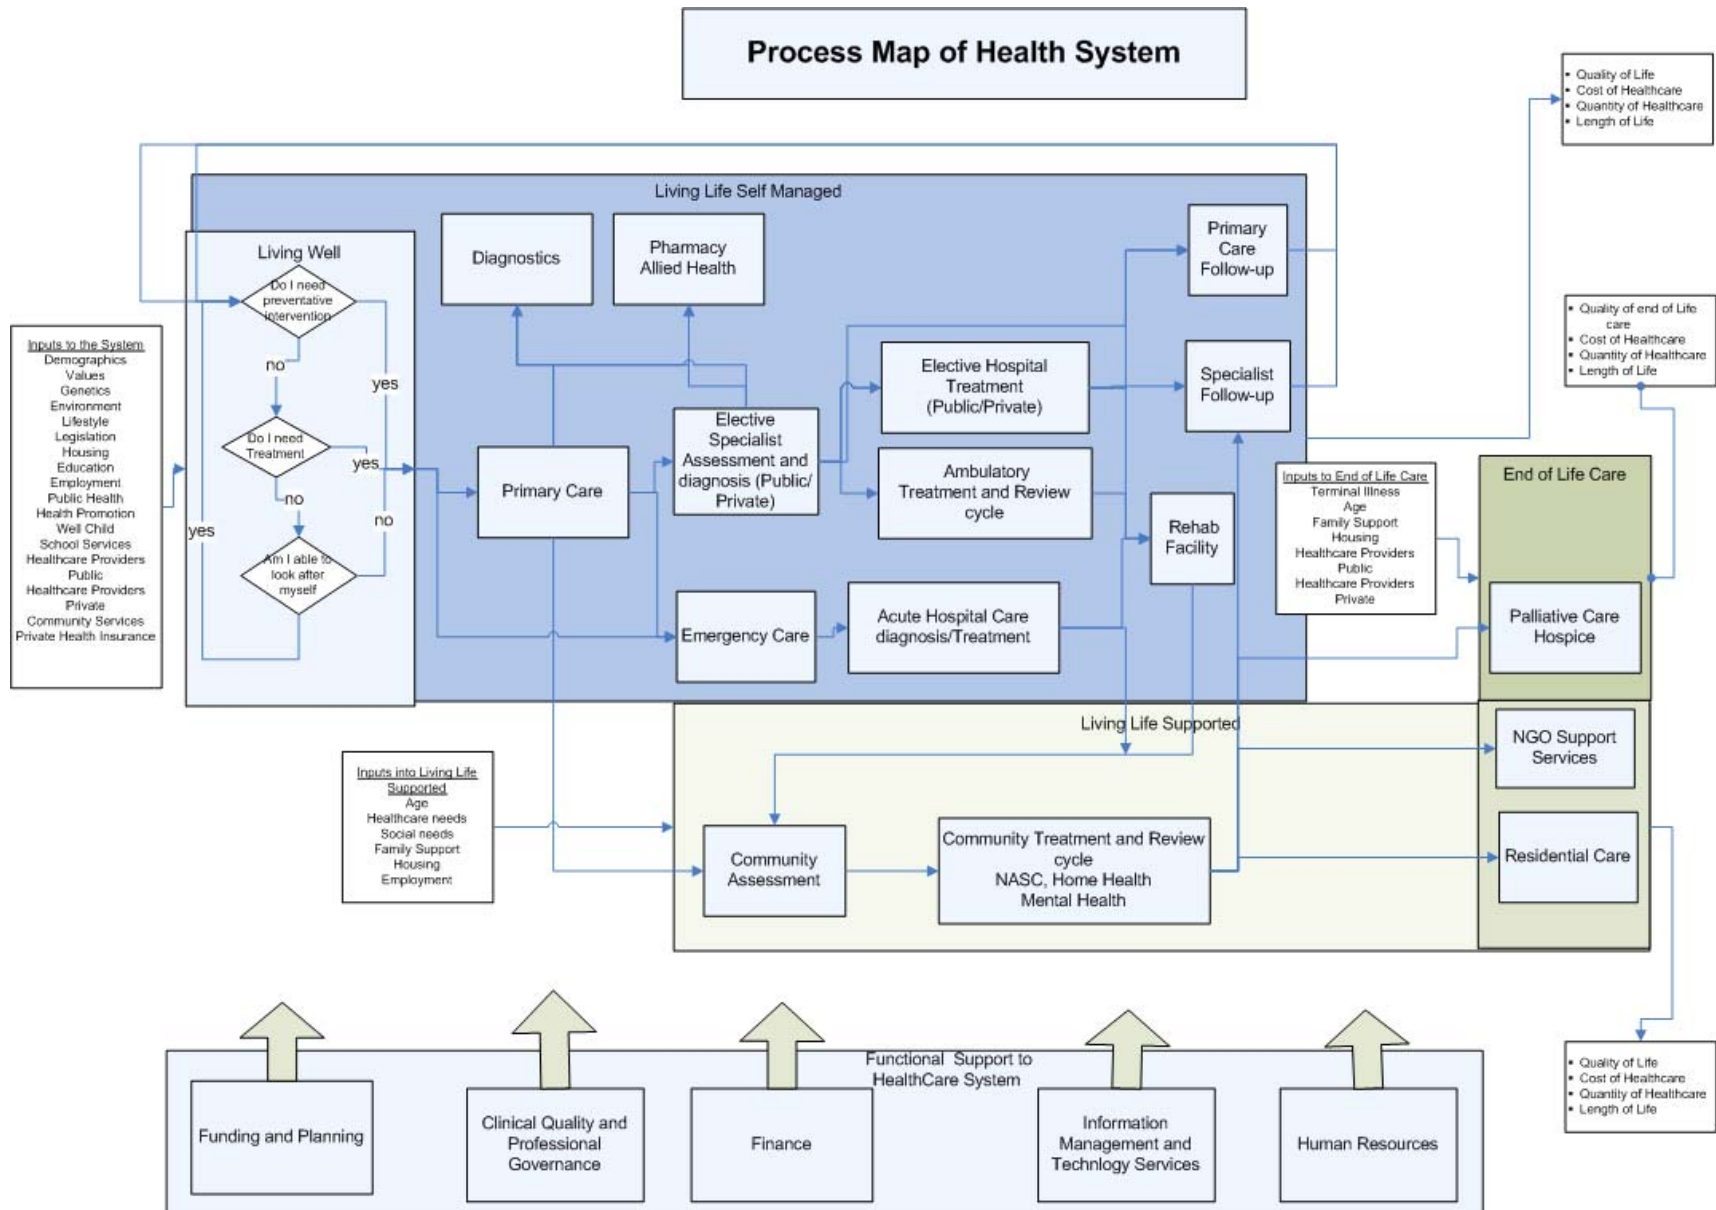 Process Map of Health System
Quality of Life
Cost of Healthcare
Quantity of Healthcare
Length of Life
Living Life Self Managed
Living Well
Do I need
preventative
intervention
no
yes
Do I need
Treatment
yes
no
no
yes
Am I able to
look after
myself
Inputs to the System
Demographics
Values
Genetics
Environment
Lifestyle
Legislation
Housing
Education
Employment
Public Health
Health Promotion
Well Child
School Services
Healthcare Providers
Public
Healthcare Providers
Private
Community Services
Private Health Insurance
Diagnostics
Pharmacy
Allied Health
Primary Care
Elective
Specialist
Assessment and
diagnosis (Public/
Private)
Emergency Care
Elective Hospital
Treatment
(Public/Private)
Ambulatory
Treatment and Review
cycle
Acute Hospital Care
diagnosis/Treatment
Primary
Care
Follow-up
Specialist
Follow-up
Rehab
Facility
Quality of end of Life
care
Cost of Healthcare
Quantity of Healthcare
Length of Life
Inputs to End of Life Care
Terminal Illness
Age
Family Support
Housing
Healthcare Providers
Public
Healthcare Providers
Private
End of Life Care
Palliative Care
Hospice
Living Life Supported
NGO Support
Services
Residential Care
Inputs into Living Life
Supported
Age
Healthcare needs
Social needs
Family Support
Housing
Employment
Community
Assessment
Community Treatment and Review
cycle
NASC, Home Health
Mental Health
Quality of Life
Cost of Healthcare
Quantity of Healthcare
Length of Life
Functional Support to
HealthCare System
Funding and Planning
Clinical Quality and
Professional
Governance
Finance
Information
Management and
Technlogy Services
Human Resources